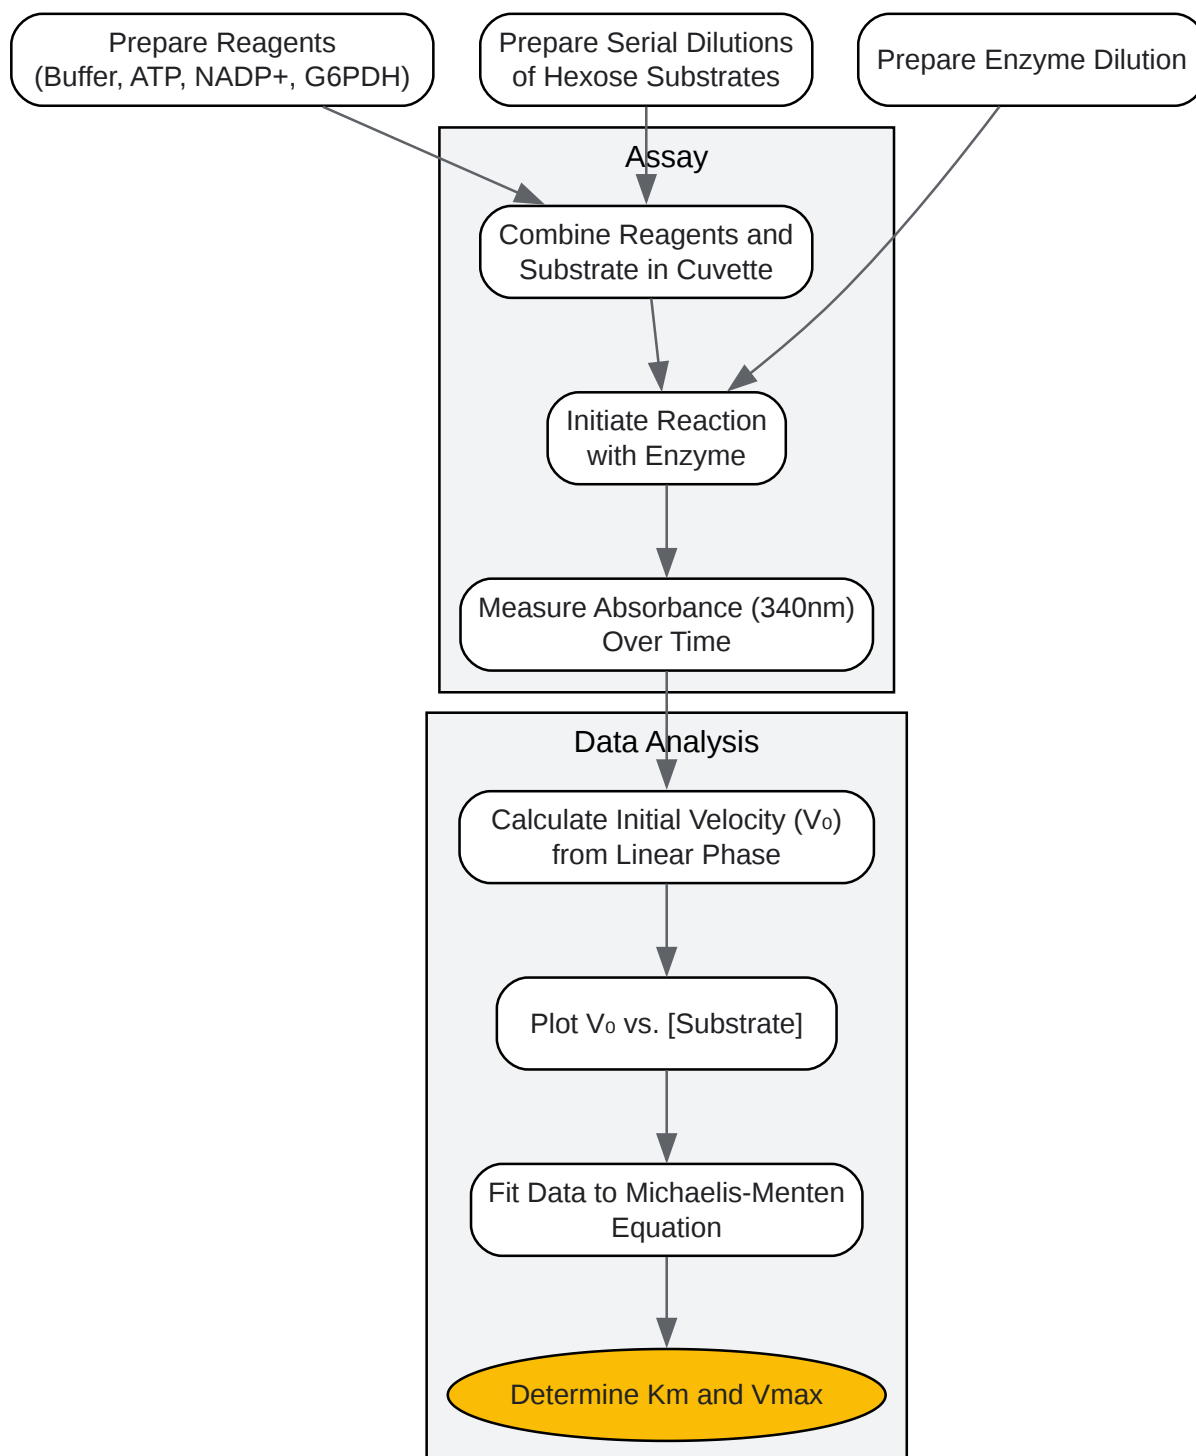 Prepare Reagents
(Buffer, ATP, NADP+, G6PDH)
Prepare Serial Dilutions
of Hexose Substrates
Prepare Enzyme Dilution
Assay
Combine Reagents and
Substrate in Cuvette
Initiate Reaction
with Enzyme
Measure Absorbance (340nm)
Over Time
Data Analysis
Calculate Initial Velocity (V₀)
from Linear Phase
Plot V₀ vs. [Substrate]
Fit Data to Michaelis-Menten
Equation
Determine Km and Vmax